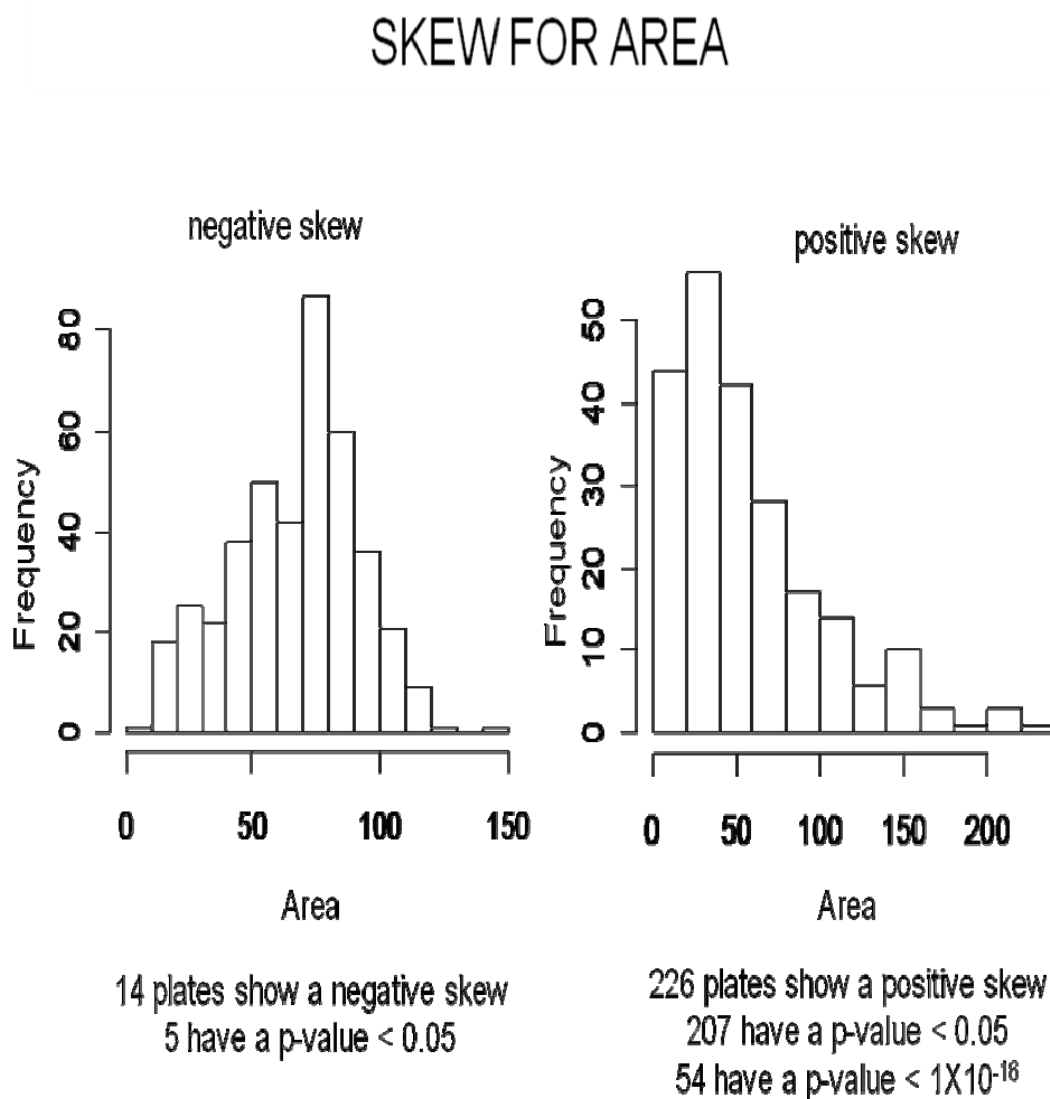 SKEW FOR AREA
negative skew
Frequency
0
20
40
60
80
0 50 100 150
Area
14 plates show a negative skew
5 have a p-value < 0.05
positive skew
Frequency
0
10
20
30
40
50
0 50 100 150 200
Area
226 plates show a positive skew
207 have a p-value < 0.05
54 have a p-value < 1X10⁻¹⁶